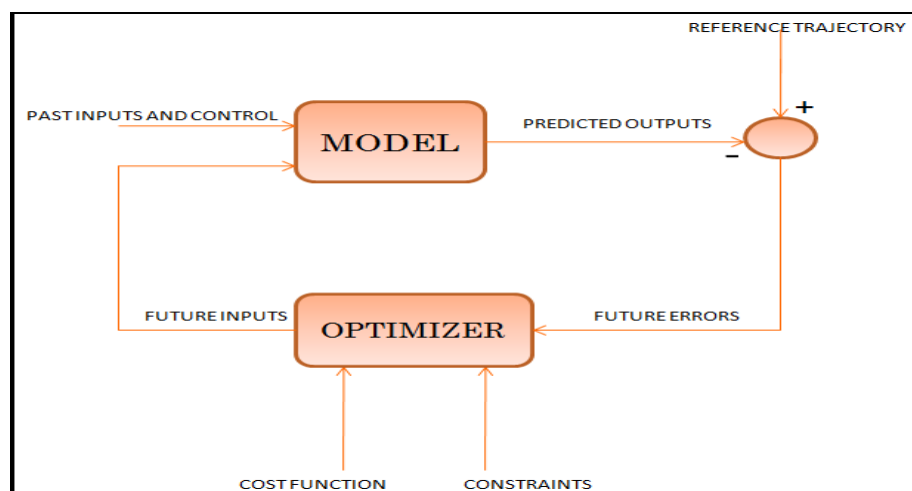 REFERENCE TRAJECTORY
+
PAST INPUTS AND CONTROL
MODEL
PREDICTED OUTPUTS
-
FUTURE INPUTS
OPTIMIZER
FUTURE ERRORS
COST FUNCTION
CONSTRAINTS